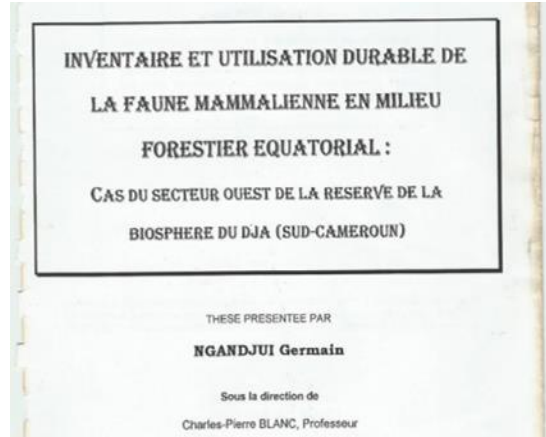 INVENTAIRE ET UTILISATION DURABLE DE
LA FAUNE MAMMALIENNE EN MILIEU
FORESTIER EQUATORIAL :
CAS DU SECTEUR OUEST DE LA RESERVE DE LA
BIOSPHERE DU DJA (SUD-CAMEROUN)
THESE PRESENTEE PAR
NGANDJUI Germain
Sous la direction de
Charles-Pierre BLANC, Professeur